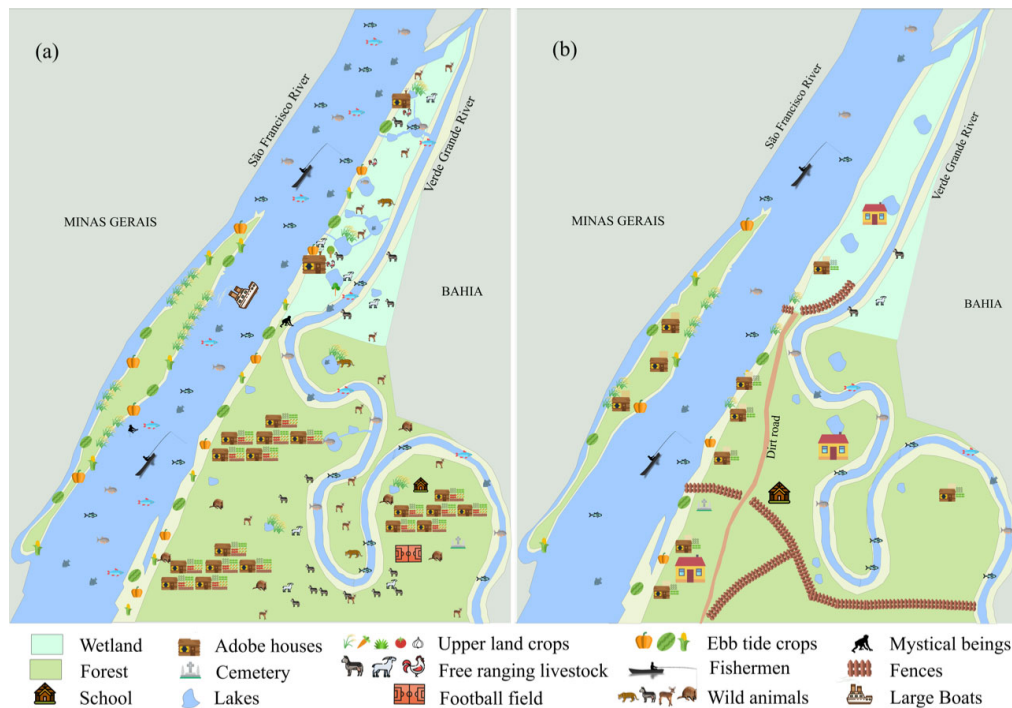 (a)
São Francisco River
Verde Grande River
MINAS GERAIS
BAHIA
(b)
São Francisco River
Verde Grande River
MINAS GERAIS
BAHIA
Dirt road
Wetland
Adobe houses
Upper land crops
Ebb tide crops
Mystical beings
Forest
Cemetery
Free ranging livestock
Fishermen
Fences
School
Lakes
Football field
Wild animals
Large Boats